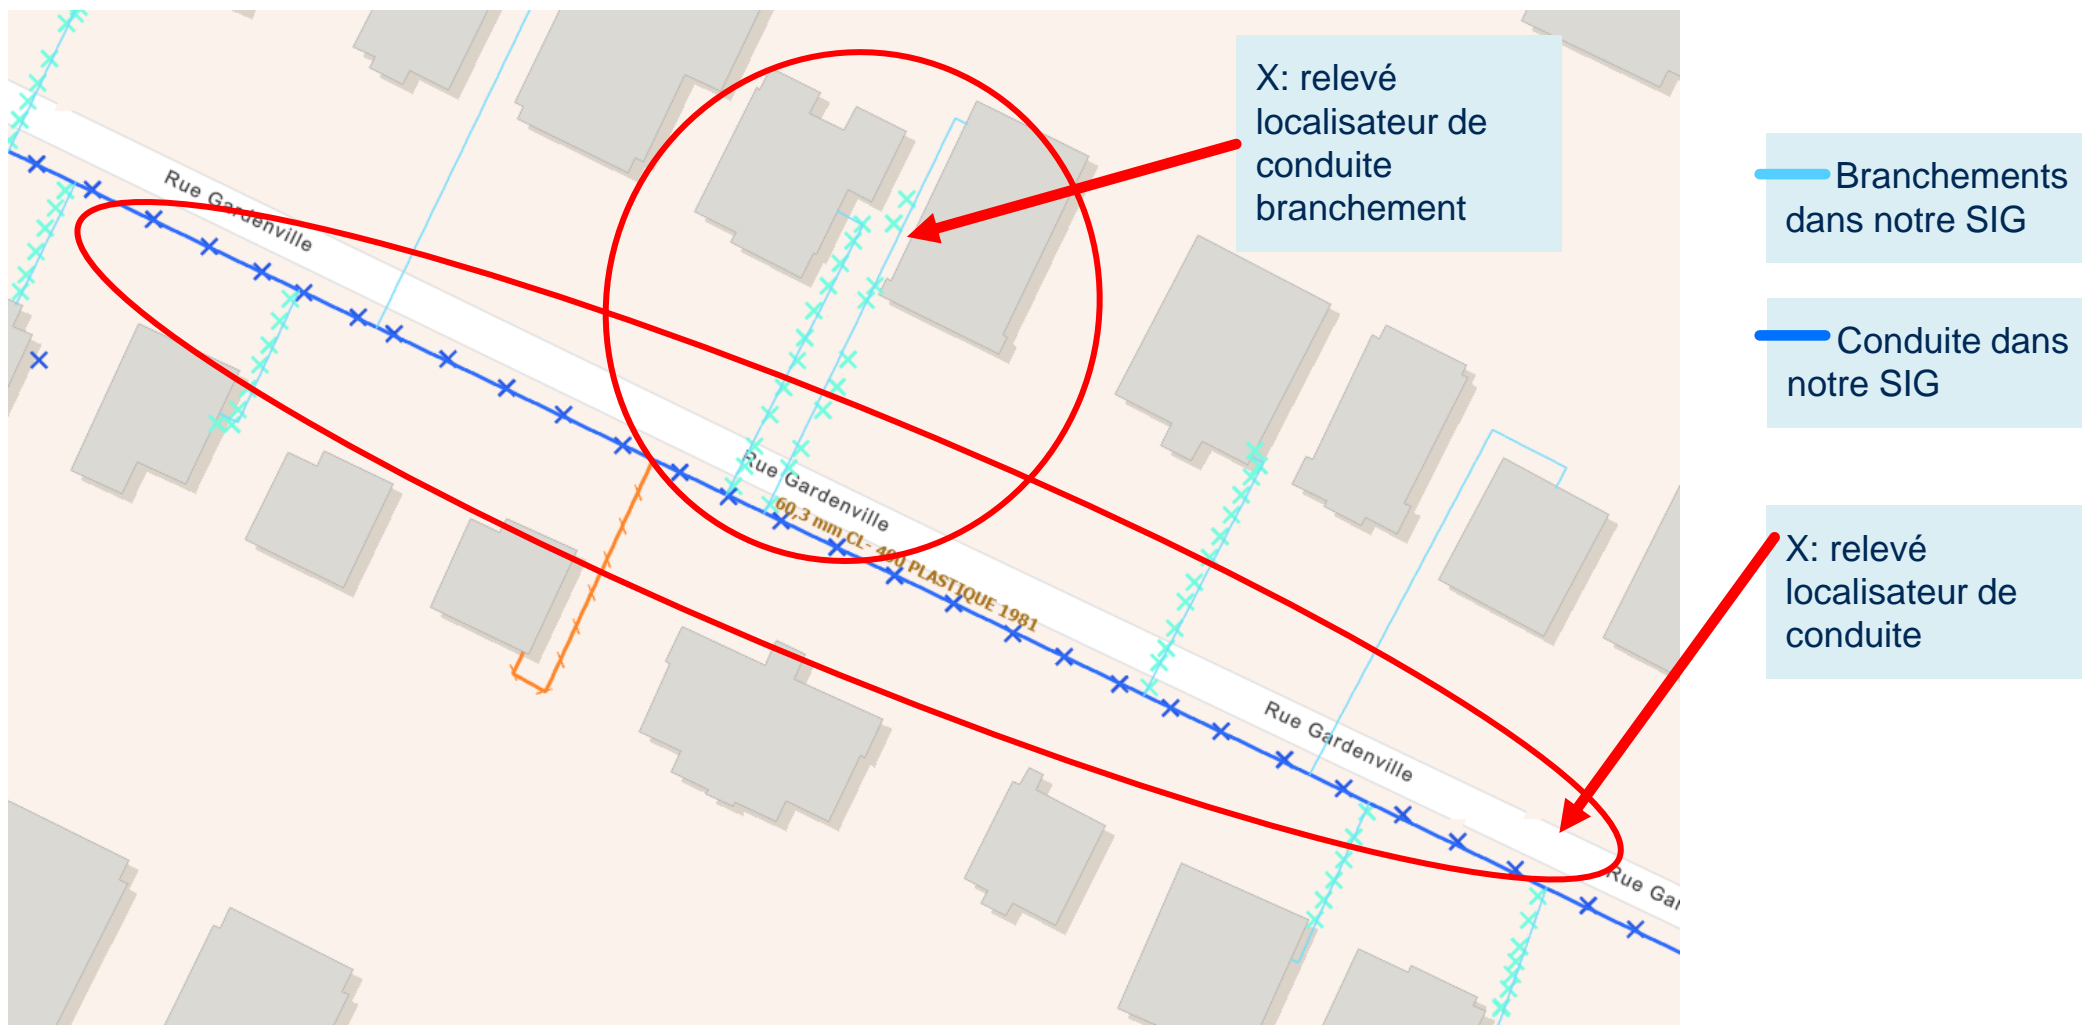 X: relevé
localisateur de
conduite
branchement
Branchements
dans notre SIG
Conduite dans
notre SIG
X: relevé
localisateur de
conduite
Rue Gardenville
Rue Gardenville
60,3 mm CL- 400 PLASTIQUE 1981
Rue Gardenville
Rue Gar